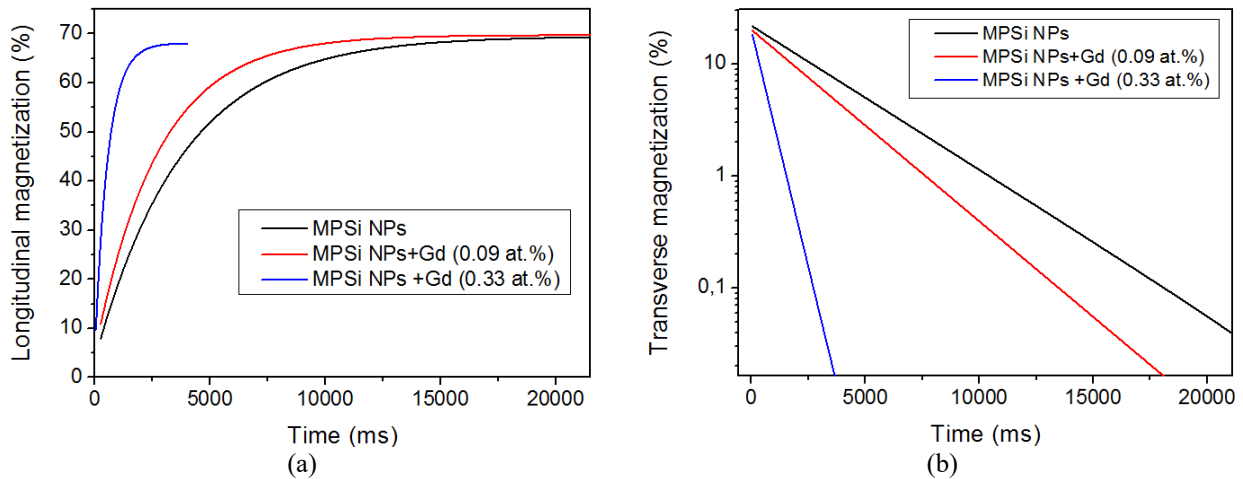 70
60
50
40
30
20
10
0
Longitudinal magnetization (%)
MPSi NPs
MPSi NPs+Gd (0.09 at.%)
MPSi NPs +Gd (0.33 at.%)
0 5000 10000 15000 20000
Time (ms)
(a)
10
1
0,1
Transverse magnetization (%)
MPSi NPs
MPSi NPs+Gd (0.09 at.%)
MPSi NPs +Gd (0.33 at.%)
0 5000 10000 15000 20000
Time (ms)
(b)